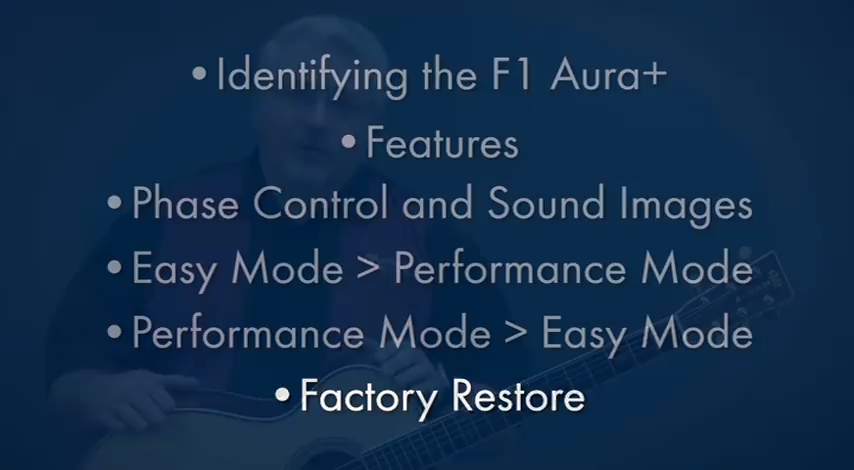 •Identifying the F1 Aura+
•Features
•Phase Control and Sound Images
•Easy Mode > Performance Mode
•Performance Mode > Easy Mode
•Factory Restore